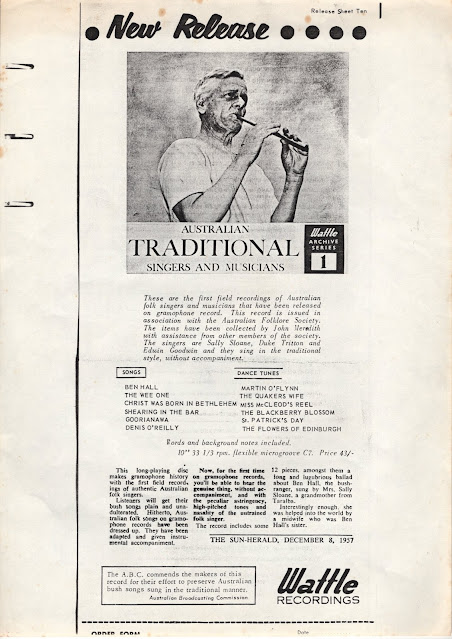 Release Sheet Ten
New Release
AUSTRALIAN
TRADITIONAL
SINGERS AND MUSICIANS
Wattle
ARCHIVE
SERIES
1
These are the first field recordings of Australian
folk singers and musicians that have been released
on gramophone record. This record is issued in
association with the Australian Folklore Society.
The items have been collected by John Meredith
with assistance from other members of the society.
The singers are Sally Sloane, Duke Tritton and
Edwin Goodwin and they sing in the traditional
style, without accompaniment.
SONGS
BEN HALL
THE WEE ONE
CHRIST WAS BORN IN BETHLEHEM
SHEARING IN THE BAR
GOORIANAWA
DENIS O'REILLY
DANCE TUNES
MARTIN O'FLYNN
THE QUAKERS WIFE
MISS McCLEOD'S REEL
THE BLACKBERRY BLOSSOM
St. PATRICK'S DAY
THE FLOWERS OF EDINBURGH
Words and background notes included.
10" 33 1/3 rpm. flexible microgroove C7. Price 43/-
This long-playing disc
makes gramophone history
with the first field record-
ings of authentic Australian
folk singers.
Listeners will get their
bush songs plain and una-
dulterated. Hitherto, Aus-
tralian folk songs on gramo-
phone records have been
dressed up. They have been
adapted and given instru-
mental accompaniment.
Now, for the first time
on gramophone records,
you'll be able to hear the
genuine thing, without ac-
companiment, and with
the peculiar astringency,
high-pitched tones and
nasality of the untrained
folk singer.
The record includes some
12 pieces, amongst them a
long and lugubrious ballad
about Ben Hall, the bush-
ranger, sung by Mrs. Sally
Sloane, a grandmother from
Teralba.
Interestingly enough, she
was helped into the world by
a midwife who was Ben
Hall's sister.
THE SUN-HERALD, DECEMBER 8, 1957
The A.B.C. commends the makers of this
record for their effort to preserve Australian
bush songs sung in the traditional manner.
Australian Broadcasting Commission.
Wattle
RECORDINGS
ORDER FORM
Date